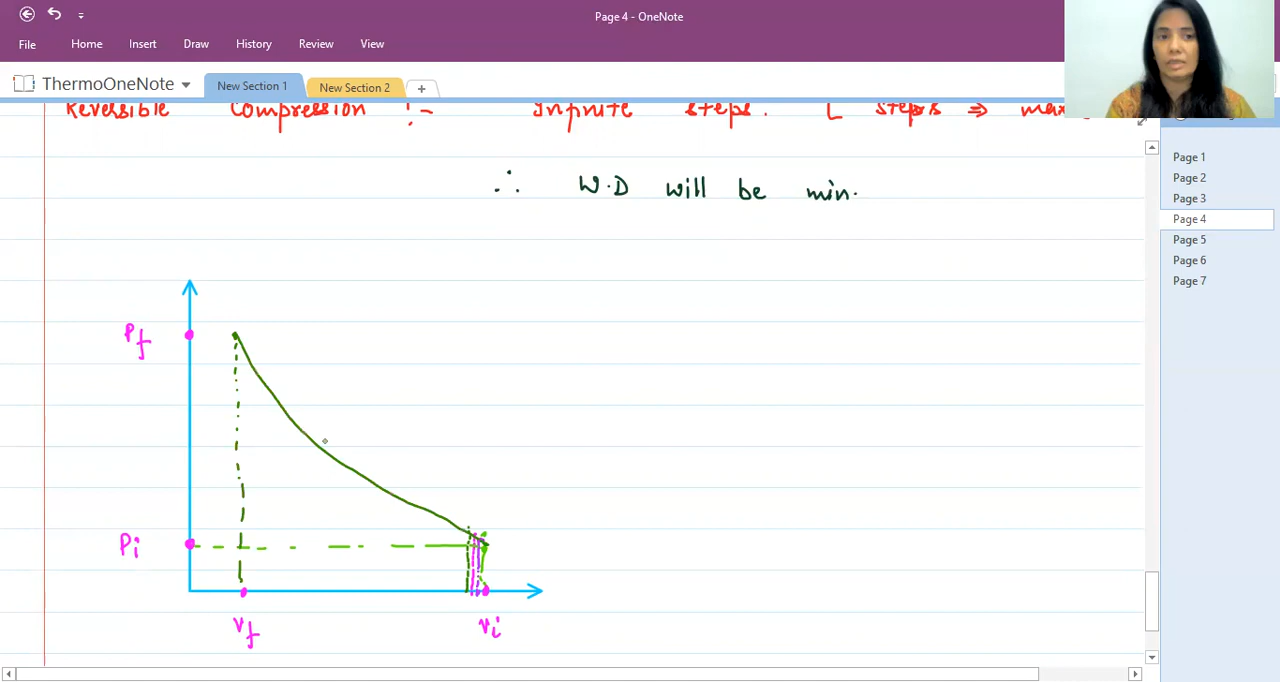 Page 4 - OneNote
File Home Insert Draw History Review View
ThermoOneNote New Section 1 New Section 2
Reversible Compression :- Infinite steps. steps ⇒
∴ W.D will be min.
Page 1
Page 2
Page 3
Page 4
Page 5
Page 6
Page 7
Pf
Pi
Vf Vi